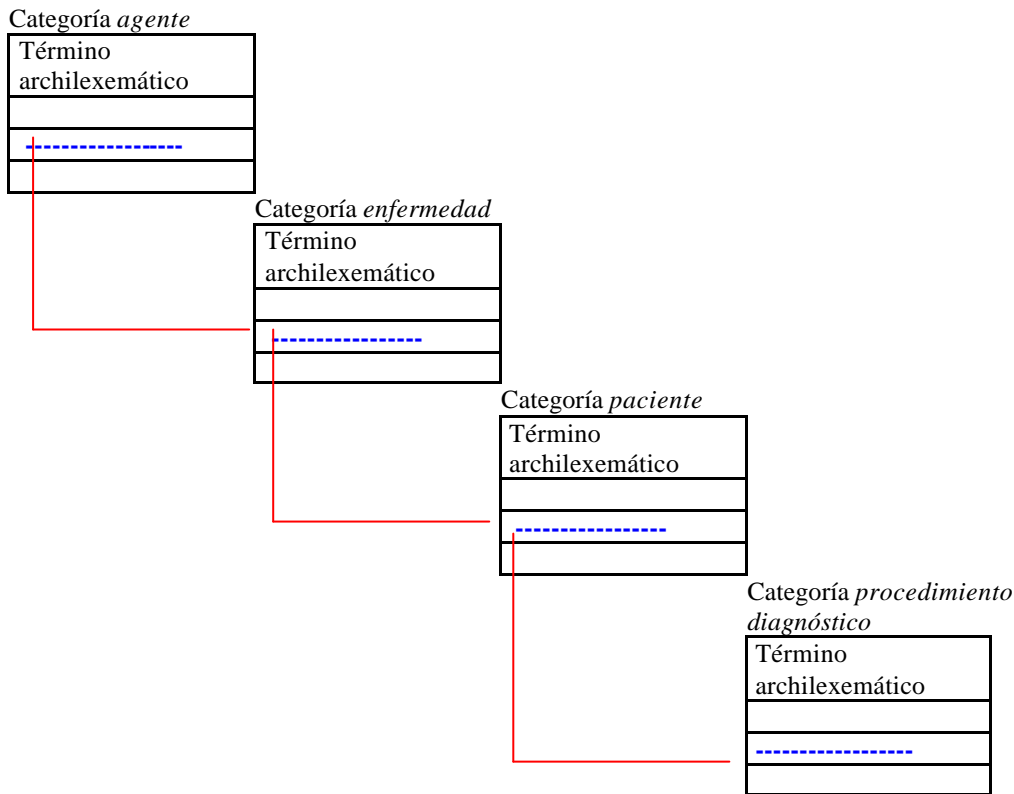 Categoría agente
Término
archilexemático
Categoría enfermedad
Término
archilexemático
Categoría paciente
Término
archilexemático
Categoría procedimiento
diagnóstico
Término
archilexemático